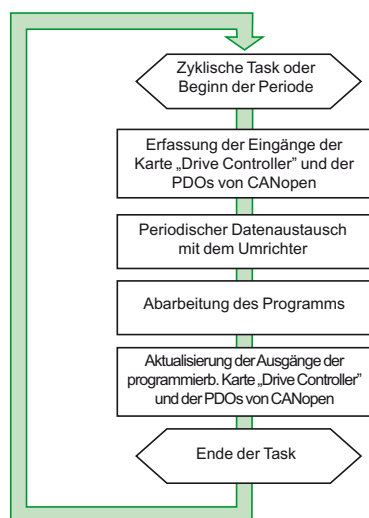 Zyklische Task oder
Beginn der Periode
Erfassung der Eingänge der
Karte „Drive Controller” und der
PDOs von CANopen
Periodischer Datenaustausch
mit dem Umrichter
Abarbeitung des Programms
Aktualisierung der Ausgänge der
programmierb. Karte „Drive Controller”
und der PDOs von CANopen
Ende der Task